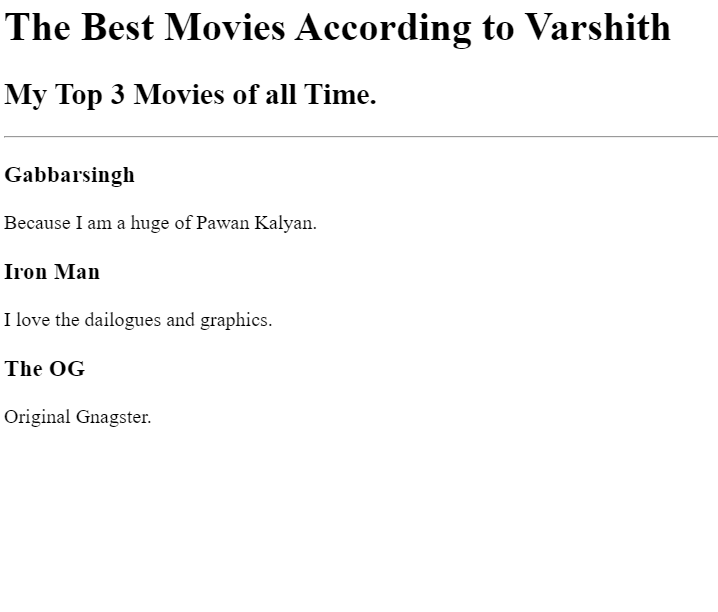 The Best Movies According to Varshith
My Top 3 Movies of all Time.
Gabbarsingh
Because I am a huge of Pawan Kalyan.
Iron Man
I love the dailogues and graphics.
The OG
Original Gnagster.